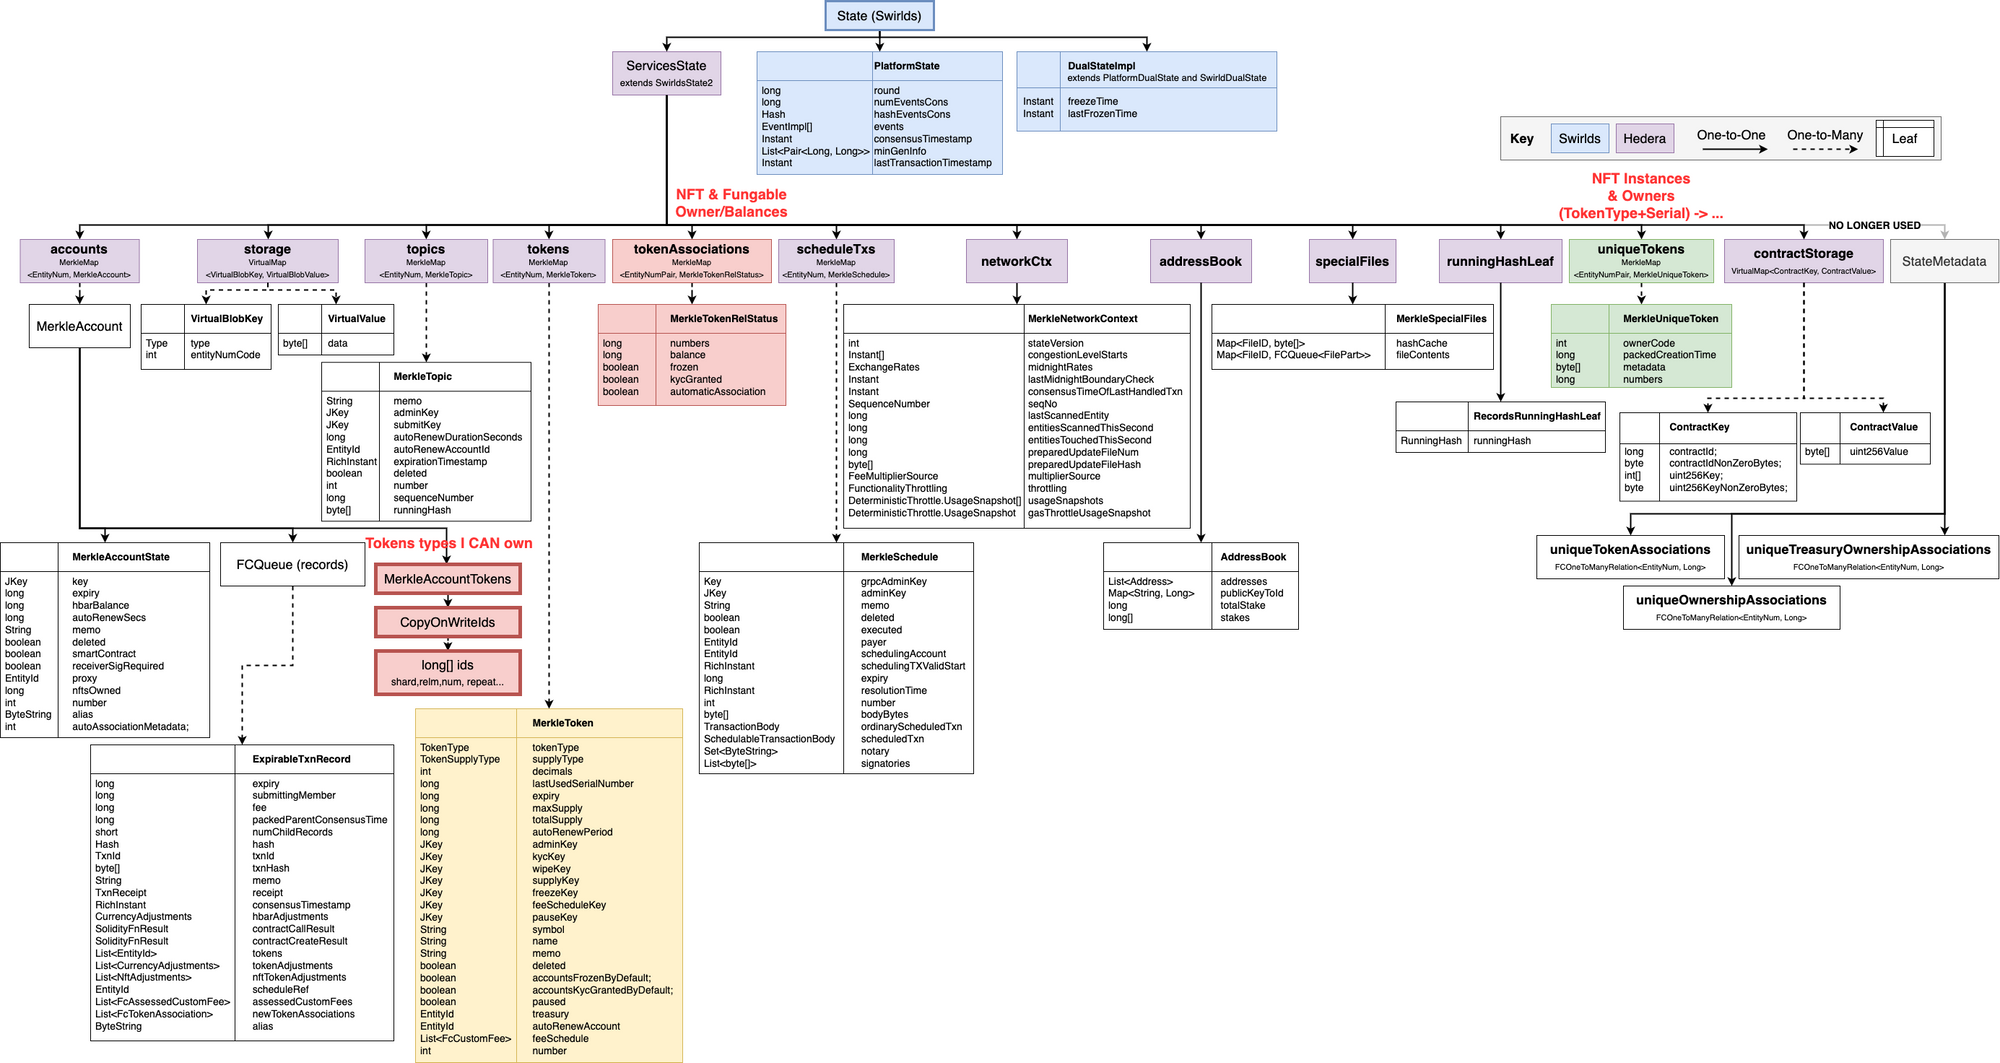 State (Swirlds)
ServicesState
extends SwirldsState2
PlatformState
long round
long numEventsCons
Hash hashEventsCons
EventImpl[] events
Instant consensusTimestamp
List<Pair<Long, Long>> minGenInfo
Instant lastTransactionTimestamp
DualStateImpl
extends PlatformDualState and SwirldDualState
Instant freezeTime
Instant lastFrozenTime
Key
Swirlds
Hedera
One-to-One
One-to-Many
Leaf
NFT & Fungable
Owner/Balances
NFT Instances
& Owners
(TokenType+Serial) -> ...
NO LONGER USED
accounts
MerkleMap
<EntityNum, MerkleAccount>
storage
VirtualMap
<VirtualBlobKey, VirtualBlobValue>
topics
MerkleMap
<EntityNum, MerkleTopic>
tokens
MerkleMap
<EntityNum, MerkleToken>
tokenAssociations
MerkleMap
<EntityNumPair, MerkleTokenRelStatus>
scheduleTxs
MerkleMap
<EntityNum, MerkleSchedule>
networkCtx
addressBook
specialFiles
runningHashLeaf
uniqueTokens
MerkleMap
<EntityNumPair, MerkleUniqueToken>
contractStorage
VirtualMap<ContractKey, ContractValue>
StateMetadata
MerkleAccount
VirtualBlobKey
Type type
int entityNumCode
VirtualValue
byte[] data
MerkleTopic
String memo
JKey adminKey
JKey submitKey
long autoRenewDurationSeconds
EntityId autoRenewAccountId
RichInstant expirationTimestamp
boolean deleted
int number
long sequenceNumber
byte[] runningHash
MerkleTokenRelStatus
long numbers
long balance
boolean frozen
boolean kycGranted
boolean automaticAssociation
MerkleNetworkContext
int stateVersion
Instant[] congestionLevelStarts
ExchangeRates midnightRates
Instant lastMidnightBoundaryCheck
Instant consensusTimeOfLastHandledTxn
SequenceNumber seqNo
long lastScannedEntity
long entitiesScannedThisSecond
long entitiesTouchedThisSecond
long preparedUpdateFileNum
byte[] preparedUpdateFileHash
FeeMultiplierSource multiplierSource
FunctionalityThrottling throttling
DeterministicThrottle.UsageSnapshot[] usageSnapshots
DeterministicThrottle.UsageSnapshot gasThrottleUsageSnapshot
MerkleSpecialFiles
Map<FileID, byte[]> hashCache
Map<FileID, FCQueue<FilePart>> fileContents
RecordsRunningHashLeaf
RunningHash runningHash
MerkleUniqueToken
int ownerCode
long packedCreationTime
byte[] metadata
long numbers
ContractKey
long contractId;
byte contractIdNonZeroBytes;
int[] uint256Key;
byte uint256KeyNonZeroBytes;
ContractValue
byte[] uint256Value
uniqueTokenAssociations
FCOneToManyRelation<EntityNum, Long>
uniqueTreasuryOwnershipAssociations
FCOneToManyRelation<EntityNum, Long>
uniqueOwnershipAssociations
FCOneToManyRelation<EntityNum, Long>
MerkleAccountState
JKey key
long expiry
long hbarBalance
long autoRenewSecs
String memo
boolean deleted
boolean smartContract
boolean receiverSigRequired
EntityId proxy
long nftsOwned
int number
ByteString alias
int autoAssociationMetadata;
FCQueue (records)
Tokens types I CAN own
MerkleAccountTokens
CopyOnWriteIds
long[] ids
shard,relm,num, repeat...
MerkleSchedule
Key grpcAdminKey
JKey adminKey
String memo
boolean deleted
boolean executed
EntityId payer
EntityId schedulingAccount
RichInstant schedulingTXValidStart
long expiry
RichInstant resolutionTime
int number
byte[] bodyBytes
TransactionBody ordinaryScheduledTxn
SchedulableTransactionBody scheduledTxn
Set<ByteString> notary
List<byte[]> signatories
AddressBook
List<Address> addresses
Map<String, Long> publicKeyToId
long totalStake
long[] stakes
ExpirableTxnRecord
long expiry
long submittingMember
long fee
long packedParentConsensusTime
short numChildRecords
Hash hash
TxnId txnId
byte[] txnHash
String memo
TxnReceipt receipt
RichInstant consensusTimestamp
CurrencyAdjustments hbarAdjustments
SolidityFnResult contractCallResult
SolidityFnResult contractCreateResult
List<EntityId> tokens
List<CurrencyAdjustments> tokenAdjustments
List<NftAdjustments> nftTokenAdjustments
EntityId scheduleRef
List<FcAssessedCustomFee> assessedCustomFees
List<FcTokenAssociation> newTokenAssociations
ByteString alias
MerkleToken
TokenType tokenType
TokenSupplyType supplyType
int decimals
long lastUsedSerialNumber
long expiry
long maxSupply
long totalSupply
long autoRenewPeriod
JKey adminKey
JKey kycKey
JKey wipeKey
JKey supplyKey
JKey freezeKey
JKey feeScheduleKey
JKey pauseKey
String symbol
String name
String memo
boolean deleted
boolean accountsFrozenByDefault;
boolean accountsKycGrantedByDefault;
boolean paused
EntityId treasury
EntityId autoRenewAccount
List<FcCustomFee> feeSchedule
int number